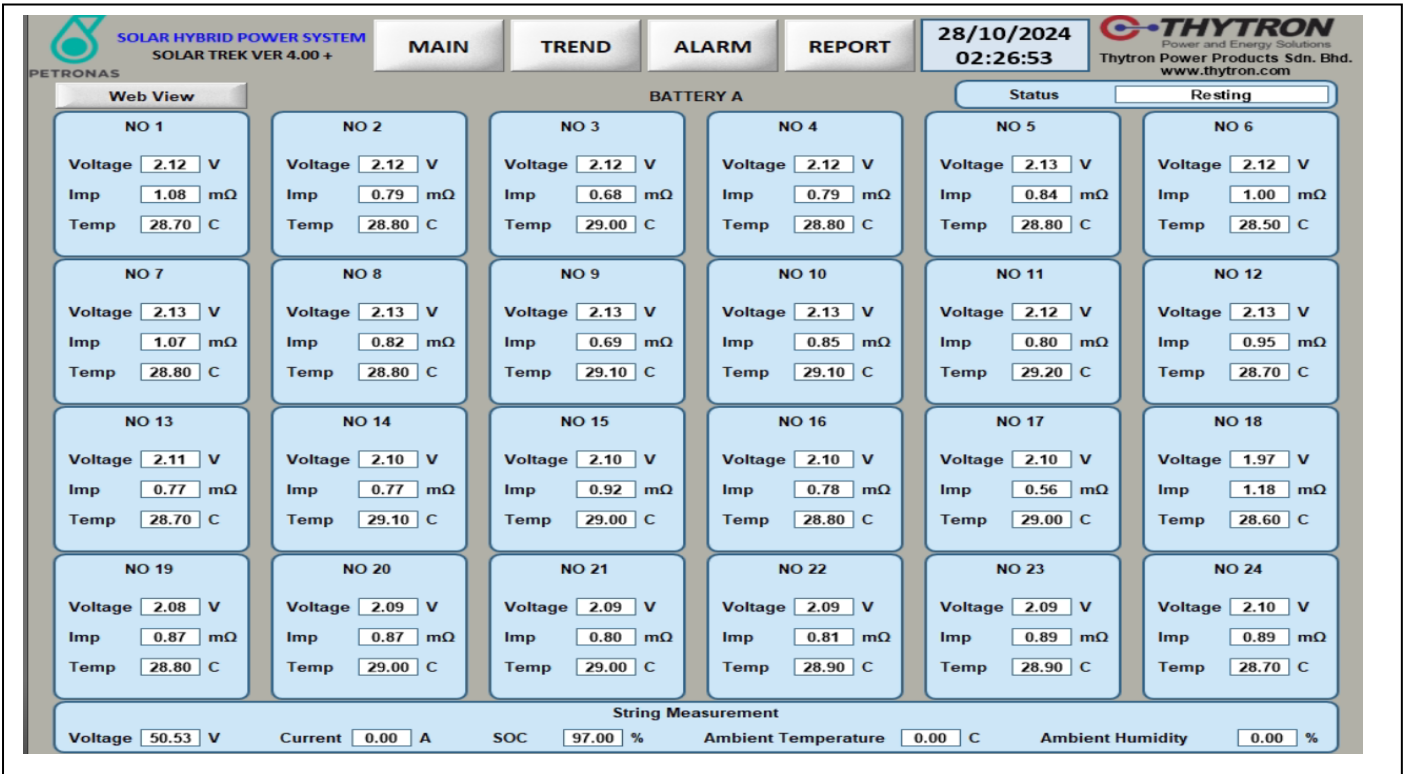 SOLAR HYBRID POWER SYSTEM
SOLAR TREK VER 4.00 +
PETRONAS
MAIN
TREND
ALARM
REPORT
28/10/2024
02:26:53
THYTRON
Power and Energy Solutions
Thytron Power Products Sdn. Bhd.
www.thytron.com
Web View
BATTERY A
Status Resting
NO 1 NO 2 NO 3 NO 4 NO 5 NO 6
Voltage 2.12 V Voltage 2.12 V Voltage 2.12 V Voltage 2.12 V Voltage 2.13 V Voltage 2.12 V
Imp 1.08 mΩ Imp 0.79 mΩ Imp 0.68 mΩ Imp 0.79 mΩ Imp 0.84 mΩ Imp 1.00 mΩ
Temp 28.70 C Temp 28.80 C Temp 29.00 C Temp 28.80 C Temp 28.80 C Temp 28.50 C
NO 7 NO 8 NO 9 NO 10 NO 11 NO 12
Voltage 2.13 V Voltage 2.13 V Voltage 2.13 V Voltage 2.13 V Voltage 2.12 V Voltage 2.13 V
Imp 1.07 mΩ Imp 0.82 mΩ Imp 0.69 mΩ Imp 0.85 mΩ Imp 0.80 mΩ Imp 0.95 mΩ
Temp 28.80 C Temp 28.80 C Temp 29.10 C Temp 29.10 C Temp 29.20 C Temp 28.70 C
NO 13 NO 14 NO 15 NO 16 NO 17 NO 18
Voltage 2.11 V Voltage 2.10 V Voltage 2.10 V Voltage 2.10 V Voltage 2.10 V Voltage 1.97 V
Imp 0.77 mΩ Imp 0.77 mΩ Imp 0.92 mΩ Imp 0.78 mΩ Imp 0.56 mΩ Imp 1.18 mΩ
Temp 28.70 C Temp 29.10 C Temp 29.00 C Temp 28.80 C Temp 29.00 C Temp 28.60 C
NO 19 NO 20 NO 21 NO 22 NO 23 NO 24
Voltage 2.08 V Voltage 2.09 V Voltage 2.09 V Voltage 2.09 V Voltage 2.09 V Voltage 2.10 V
Imp 0.87 mΩ Imp 0.87 mΩ Imp 0.80 mΩ Imp 0.81 mΩ Imp 0.89 mΩ Imp 0.89 mΩ
Temp 28.80 C Temp 29.00 C Temp 29.00 C Temp 28.90 C Temp 28.90 C Temp 28.70 C
String Measurement
Voltage 50.53 V Current 0.00 A SOC 97.00 % Ambient Temperature 0.00 C Ambient Humidity 0.00 %